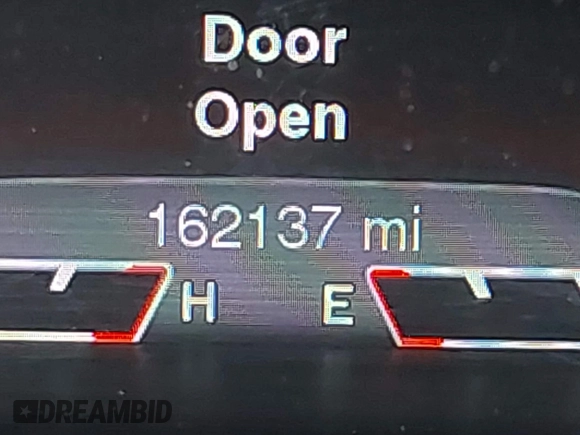 Door
Open
162137 mi
H E
DREAMBID